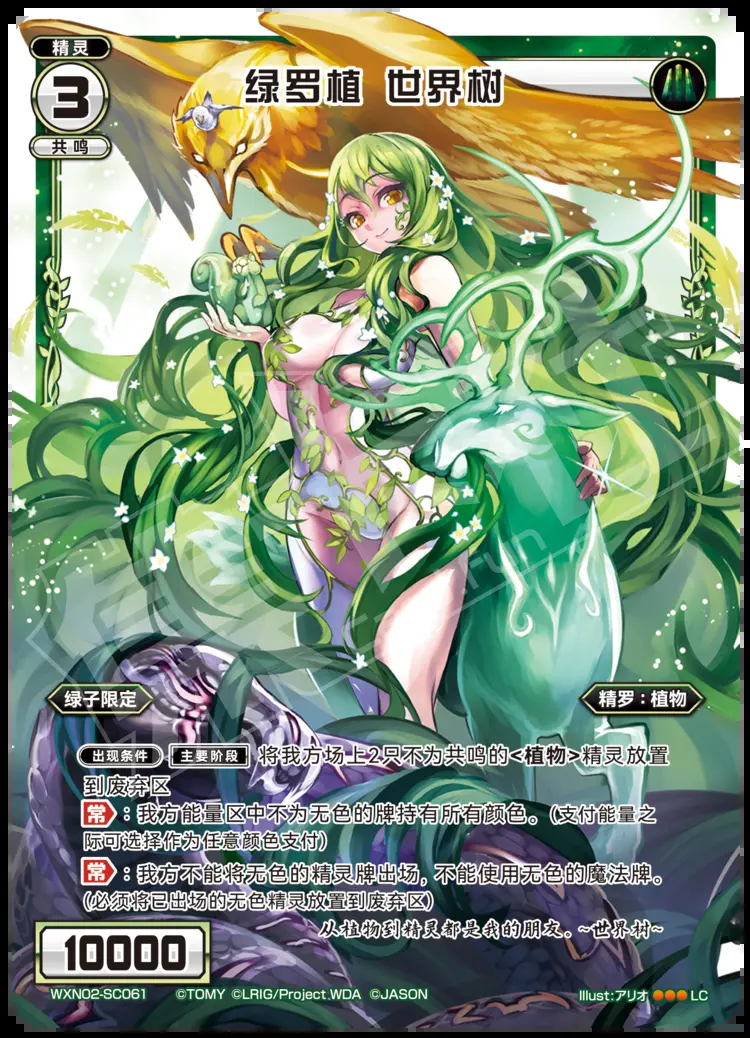 精灵
3
绿罗植 世界树
共鸣
绿子限定
精罗：植物
出现条件 主要阶段 将我方场上2只不为共鸣的<植物>精灵放置
到废弃区
常：我方能量区中不为无色的牌持有所有颜色。(支付能量之
际可选择作为任意颜色支付)
常：我方不能将无色的精灵牌出场，不能使用无色的魔法牌。
(必须将已出场的无色精灵放置到废弃区)
从植物到精灵都是我的朋友。~世界树~
10000
WXN02-SC061 ©TOMY ©LRIG/Project.WDA ©JASON Illust:アリオ LC